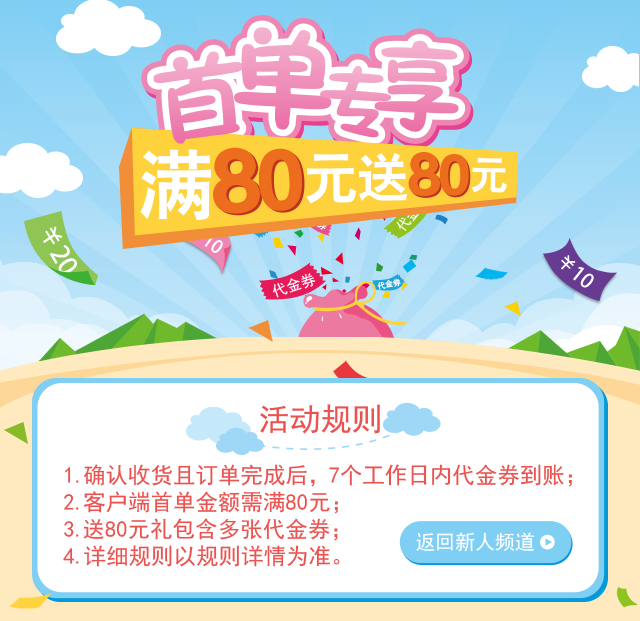 首单专享
满80元送80元
代金
10
¥20
¥10
代金券
代金券
活动规则
1.确认收货且订单完成后，7个工作日内代金券到账；
2.客户端首单金额需满80元；
3.送80元礼包含多张代金券；
4.详细规则以规则详情为准。
返回新人频道